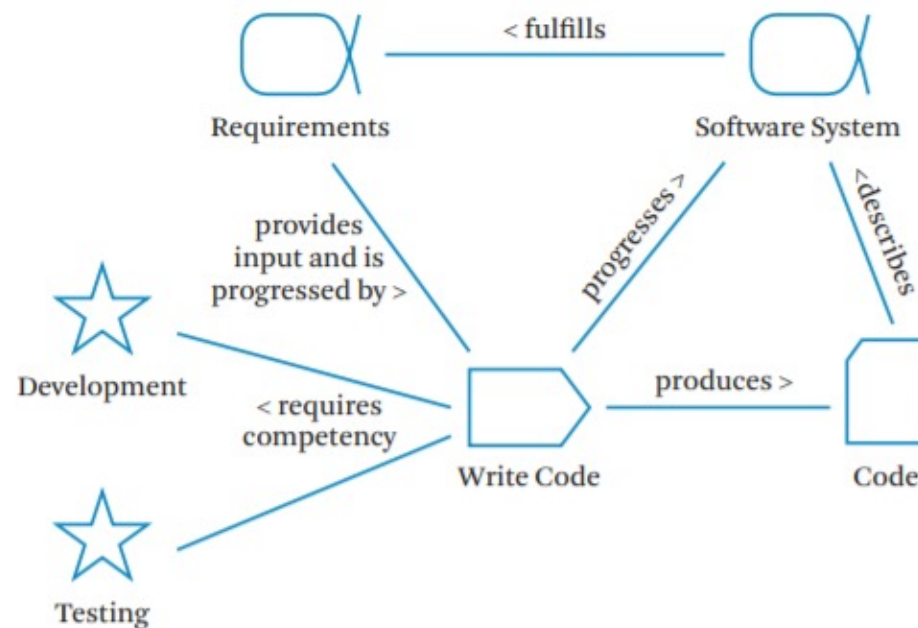 < fulfills
Requirements
Software System
provides
input and is
progressed by >
progresses >
<describes
Development
< requires
competency
produces >
Write Code
Code
Testing